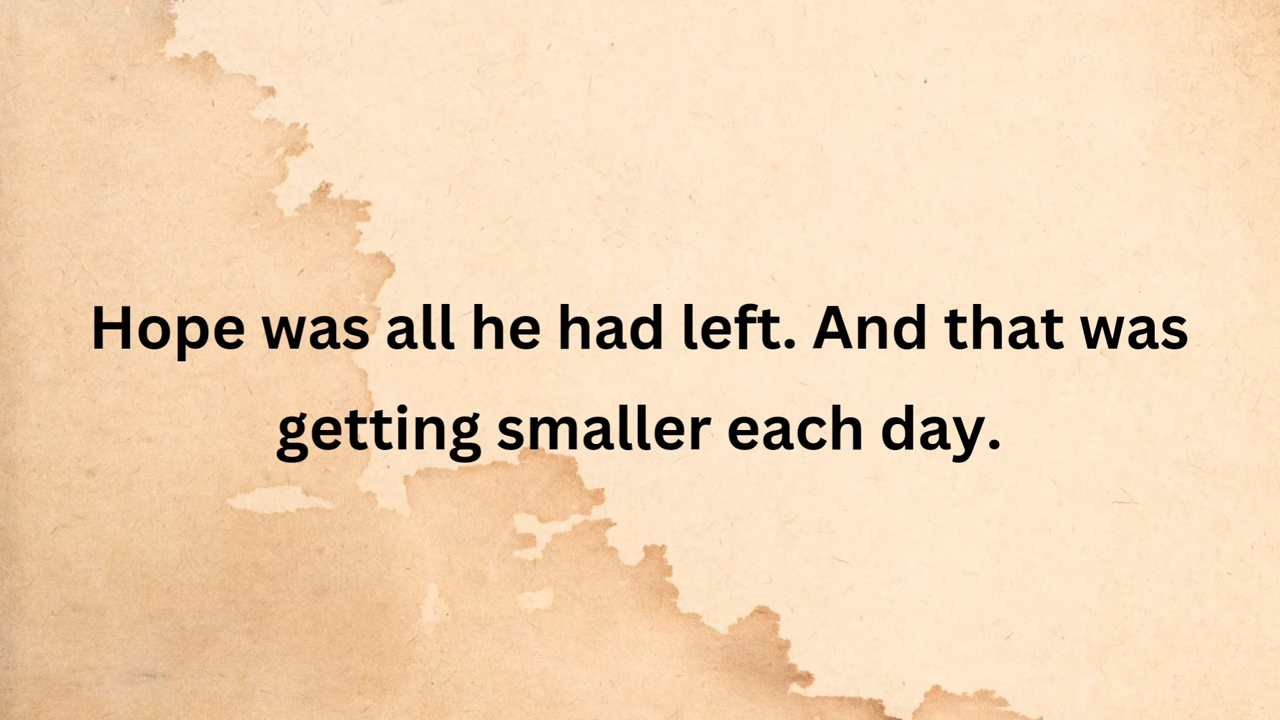 Hope was all he had left. And that was
getting smaller each day.